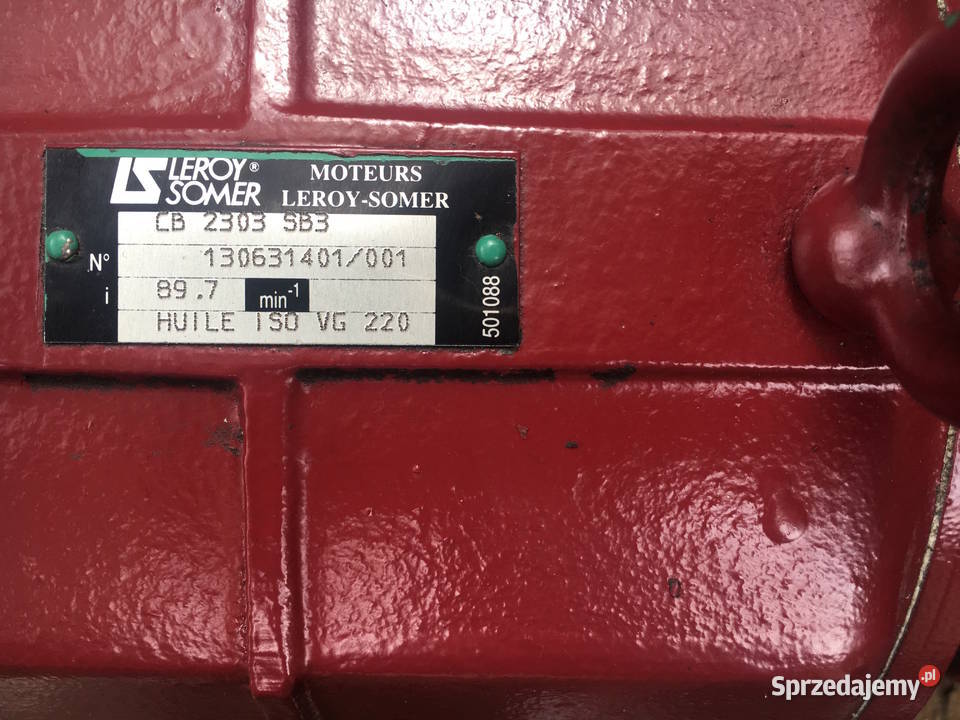 LEROY® SOMER
MOTEURS
LEROY-SOMER
CB 2303 SB3
N° 130631401/001
i 89.7 min-1
HUILE ISO VG 220
501088
Sprzedajemy.pl